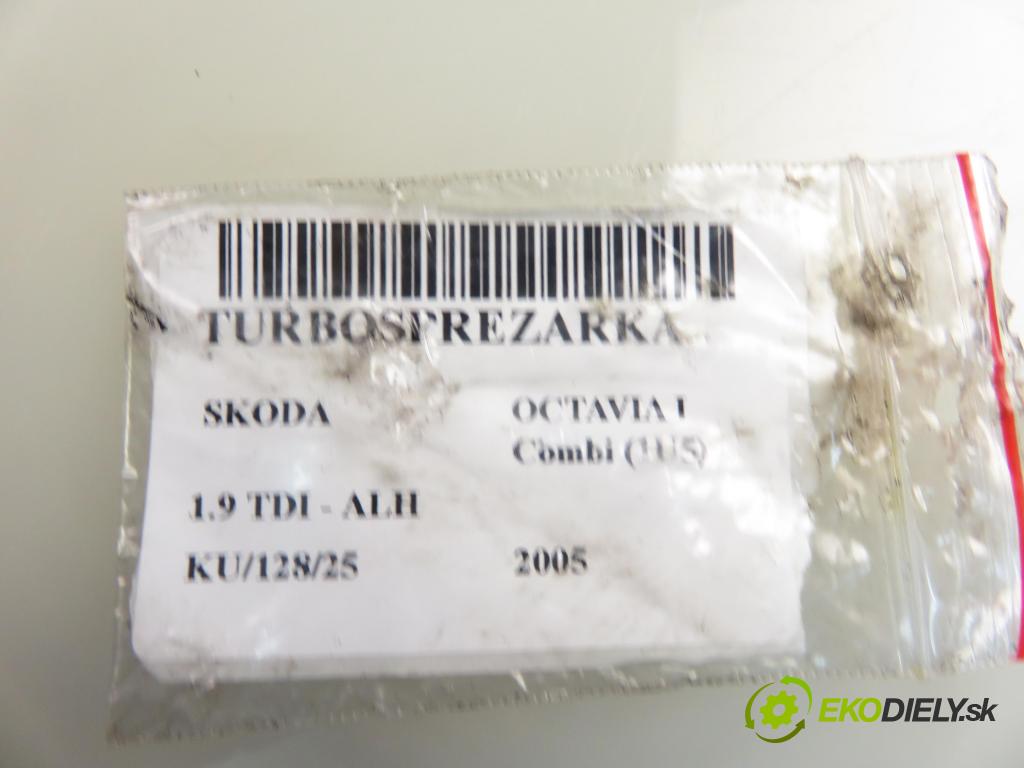 TURBOSPREZARKA
SKODA OCTAVIA I
Combi (1U5)
1.9 TDI - ALH
KU/128/25 2005
EKODIELY.sk